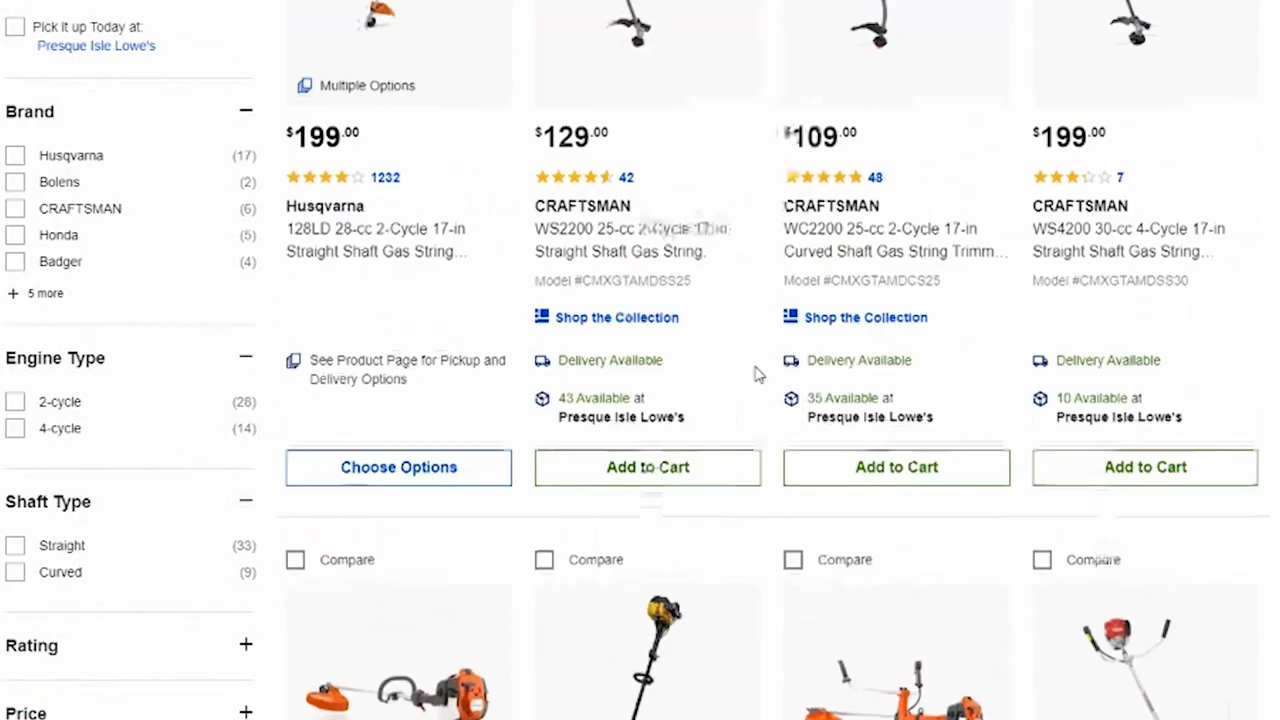 Pick it up Today at:
Presque Isle Lowe's
Brand
Husqvarna (17)
Bolens (2)
CRAFTSMAN (6)
Honda (5)
Badger (4)
+ 5 more
Engine Type
2-cycle (28)
4-cycle (14)
Shaft Type
Straight (33)
Curved (9)
Rating
Price
Multiple Options
$199.00
1232
Husqvarna
128LD 28-cc 2-Cycle 17-in
Straight Shaft Gas String...
See Product Page for Pickup and
Delivery Options
Choose Options
$129.00
42
CRAFTSMAN
WS2200 25-cc 2-Cycle 17-in
Straight Shaft Gas String.
Model #CMXGTAMDSS25
Shop the Collection
Delivery Available
43 Available at
Presque Isle Lowe's
Add to Cart
$109.00
48
CRAFTSMAN
WC2200 25-cc 2-Cycle 17-in
Curved Shaft Gas String Trimm...
Model #CMXGTAMDCS25
Shop the Collection
Delivery Available
35 Available at
Presque Isle Lowe's
Add to Cart
$199.00
7
CRAFTSMAN
WS4200 30-cc 4-Cycle 17-in
Straight Shaft Gas String...
Model #CMXGTAMDSS30
Delivery Available
10 Available at
Presque Isle Lowe's
Add to Cart
Compare
Compare
Compare
Compare